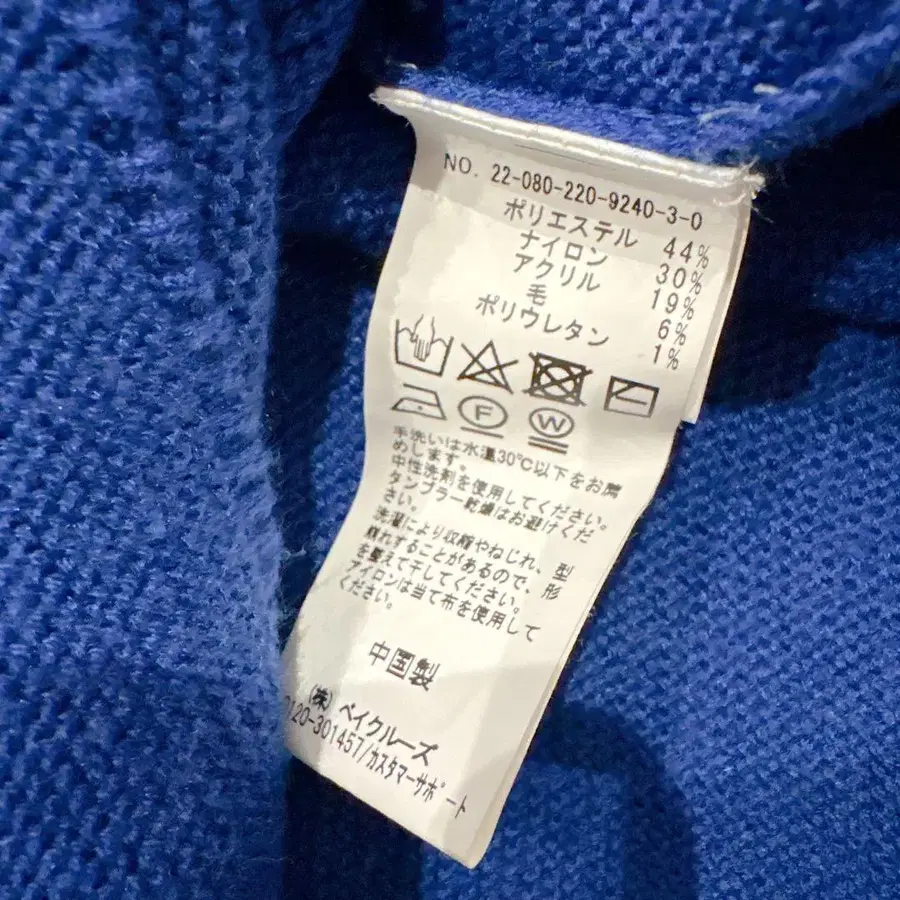 NO. 22-080-220-9240-3-0
ポリエステル 44%
ナイロン 30%
アクリル 19%
毛 6%
ポリウレタン 1%
F W
手洗いは水温30℃以下をお薦
めします。
中性洗剤を使用してください。
タンブラー乾燥はお避けくだ
さい。
洗濯により収縮やねじれ、型
崩れすることがあるので、形
を整えて干してください。
アイロンは当て布を使用して
ください。
中国製
(株)ベイクルーズ
0120-301457/カスタマーサポート